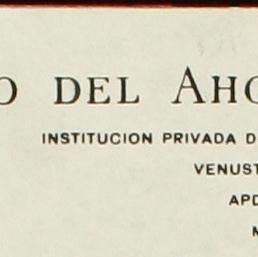 O DEL AHO
INSTITUCION PRIVADA D
VENUST
APD